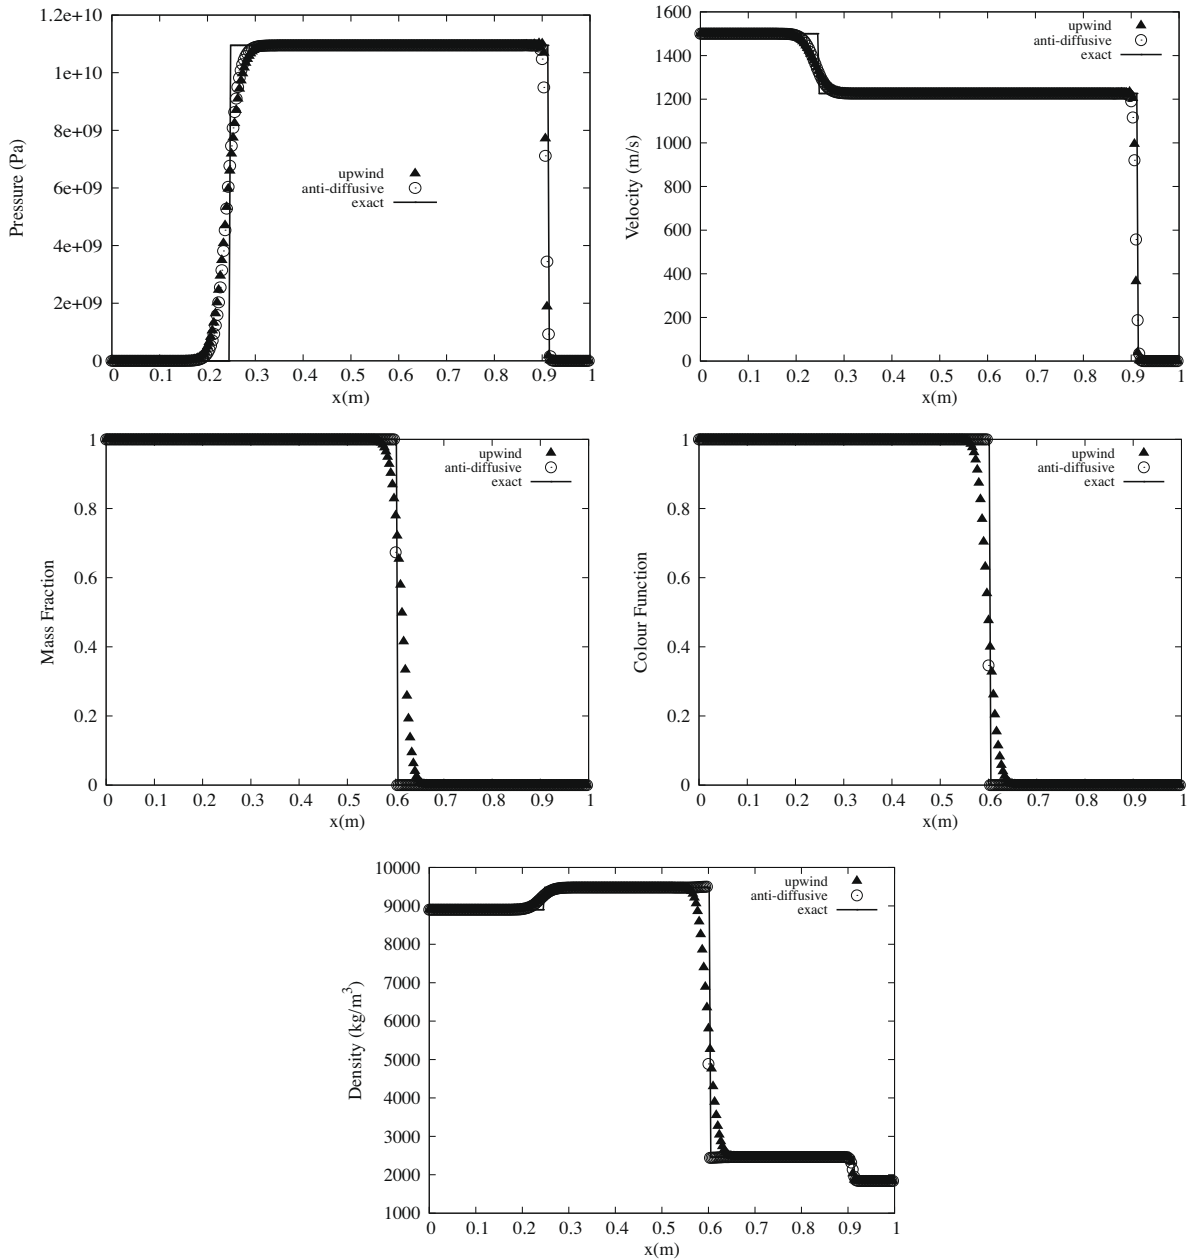 1.2e+10
1e+10
8e+09
6e+09
4e+09
2e+09
0
Pressure (Pa)
upwind
anti-diffusive
exact
0 0.1 0.2 0.3 0.4 0.5 0.6 0.7 0.8 0.9 1
x(m)
1600
1400
1200
1000
800
600
400
200
0
Velocity (m/s)
upwind
anti-diffusive
exact
0 0.1 0.2 0.3 0.4 0.5 0.6 0.7 0.8 0.9 1
x(m)
1
0.8
0.6
0.4
0.2
0
Mass Fraction
upwind
anti-diffusive
exact
0 0.1 0.2 0.3 0.4 0.5 0.6 0.7 0.8 0.9 1
x(m)
1
0.8
0.6
0.4
0.2
0
Colour Function
upwind
anti-diffusive
exact
0 0.1 0.2 0.3 0.4 0.5 0.6 0.7 0.8 0.9 1
x(m)
10000
9000
8000
7000
6000
5000
4000
3000
2000
1000
Density (kg/m³)
upwind
anti-diffusive
exact
0 0.1 0.2 0.3 0.4 0.5 0.6 0.7 0.8 0.9 1
x(m)